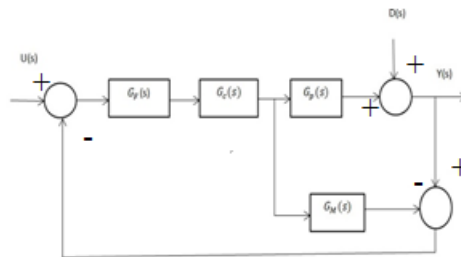 D(s)
U(s)
+
Y(s)
+
G_F(s)
G_c(s)
G_p(s)
+
-
+
-
G_M(s)